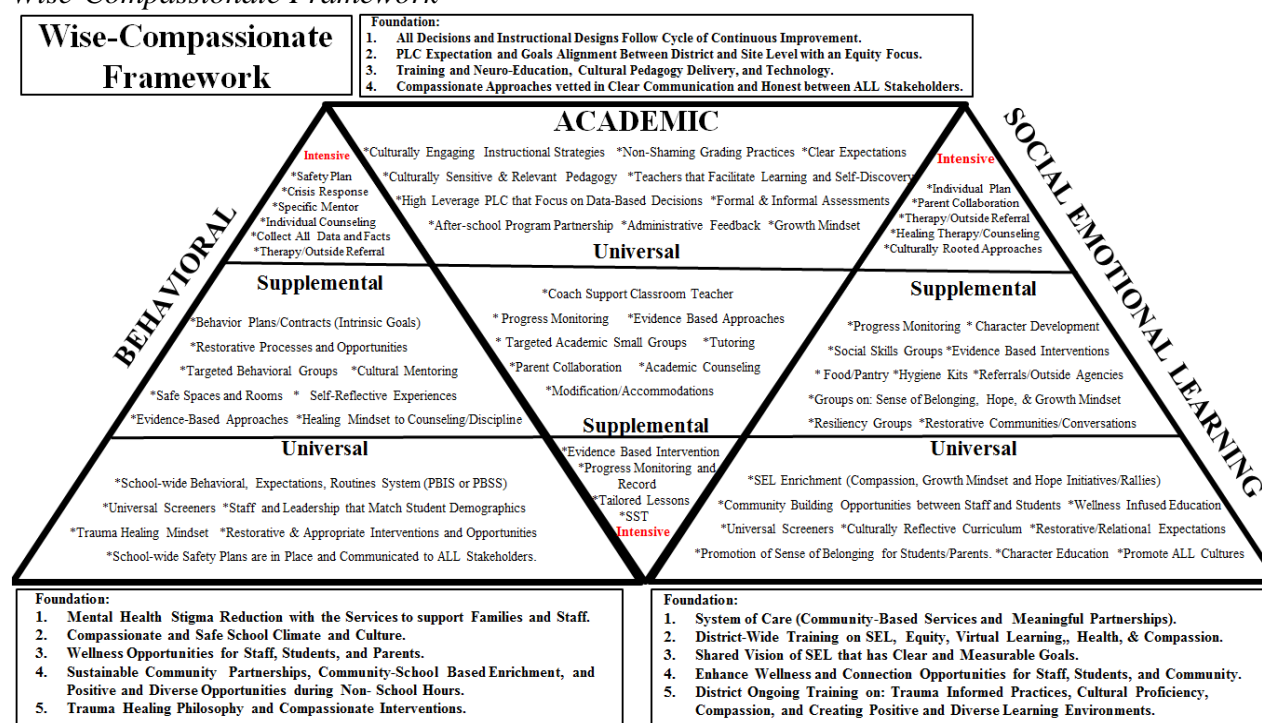 Wise-Compassionate Framework
Wise-Compassionate
Framework
Foundation:
1. All Decisions and Instructional Designs Follow Cycle of Continuous Improvement.
2. PLC Expectation and Goals Alignment Between District and Site Level with an Equity Focus.
3. Training and Neuro-Education, Cultural Pedagogy Delivery, and Technology.
4. Compassionate Approaches vetted in Clear Communication and Honest between ALL Stakeholders.
BEHAVIORAL
Intensive
*Safety Plan
*Crisis Response
*Specific Mentor
*Individual Counseling
*Collect All Data and Facts
*Therapy/Outside Referral
Supplemental
*Behavior Plans/Contracts (Intrinsic Goals)
*Restorative Processes and Opportunities
*Targeted Behavioral Groups *Cultural Mentoring
*Safe Spaces and Rooms * Self-Reflective Experiences
*Evidence-Based Approaches *Healing Mindset to Counseling/Discipline
Universal
*School-wide Behavioral, Expectations, Routines System (PBIS or PBSS)
*Universal Screeners *Staff and Leadership that Match Student Demographics
*Trauma Healing Mindset *Restorative & Appropriate Interventions and Opportunities
*School-wide Safety Plans are in Place and Communicated to ALL Stakeholders.
ACADEMIC
*Culturally Engaging Instructional Strategies *Non-Shaming Grading Practices *Clear Expectations
*Culturally Sensitive & Relevant Pedagogy *Teachers that Facilitate Learning and Self-Discovery
*High Leverage PLC that Focus on Data-Based Decisions *Formal & Informal Assessments
*After-school Program Partnership *Administrative Feedback *Growth Mindset
Universal
*Coach Support Classroom Teacher
* Progress Monitoring *Evidence Based Approaches
* Targeted Academic Small Groups *Tutoring
*Parent Collaboration *Academic Counseling
*Modification/Accommodations
Supplemental
*Evidence Based Intervention
*Progress Monitoring and
Record
*Tailored Lessons
*SST
Intensive
SOCIAL EMOTIONAL LEARNING
Intensive
*Individual Plan
*Parent Collaboration
*Therapy/Outside Referral
*Healing Therapy/Counseling
*Culturally Rooted Approaches
Supplemental
*Progress Monitoring * Character Development
*Social Skills Groups *Evidence Based Interventions
* Food/Pantry *Hygiene Kits *Referrals/Outside Agencies
*Groups on: Sense of Belonging, Hope, & Growth Mindset
*Resiliency Groups *Restorative Communities/Conversations
Universal
*SEL Enrichment (Compassion, Growth Mindset and Hope Initiatives/Rallies)
*Community Building Opportunities between Staff and Students *Wellness Infused Education
*Universal Screeners *Culturally Reflective Curriculum *Restorative/Relational Expectations
*Promotion of Sense of Belonging for Students/Parents. *Character Education *Promote ALL Cultures
Foundation:
1. Mental Health Stigma Reduction with the Services to support Families and Staff.
2. Compassionate and Safe School Climate and Culture.
3. Wellness Opportunities for Staff, Students, and Parents.
4. Sustainable Community Partnerships, Community-School Based Enrichment, and
Positive and Diverse Opportunities during Non- School Hours.
5. Trauma Healing Philosophy and Compassionate Interventions.
Foundation:
1. System of Care (Community-Based Services and Meaningful Partnerships).
2. District-Wide Training on SEL, Equity, Virtual Learning,, Health, & Compassion.
3. Shared Vision of SEL that has Clear and Measurable Goals.
4. Enhance Wellness and Connection Opportunities for Staff, Students, and Community.
5. District Ongoing Training on: Trauma Informed Practices, Cultural Proficiency,
Compassion, and Creating Positive and Diverse Learning Environments.